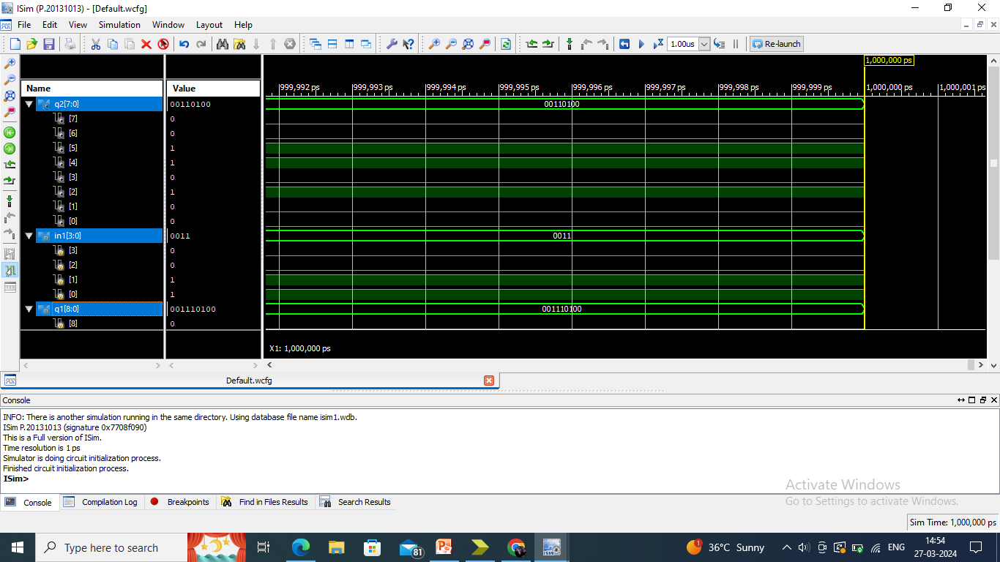 ISim (P.20131013) - [Default.wcfg]
File Edit View Simulation Window Layout Help
1.00us Re-launch
1,000,000 ps
Name Value 999,992 ps 999,993 ps 999,994 ps 999,995 ps 999,996 ps 999,997 ps 999,998 ps 999,999 ps 1,000,000 ps 1,000,001 ps
q2[7:0] 00110100 00110100
[7] 0
[6] 0
[5] 1
[4] 1
[3] 0
[2] 1
[1] 0
[0] 0
in1[3:0] 0011 0011
[3] 0
[2] 0
[1] 1
[0] 1
q1[8:0] 001110100 001110100
[8] 0
X1: 1,000,000 ps
Default.wcfg
Console
INFO: There is another simulation running in the same directory. Using database file name isim1.wdb.
ISim P.20131013 (signature 0x7708f090)
This is a Full version of ISim.
Time resolution is 1 ps
Simulator is doing circuit initialization process.
Finished circuit initialization process.
ISim>
Activate Windows
Go to Settings to activate Windows.
Console Compilation Log Breakpoints Find in Files Results Search Results
Sim Time: 1,000,000 ps
Type here to search 81 1 36°C Sunny ENG 14:54
27-03-2024